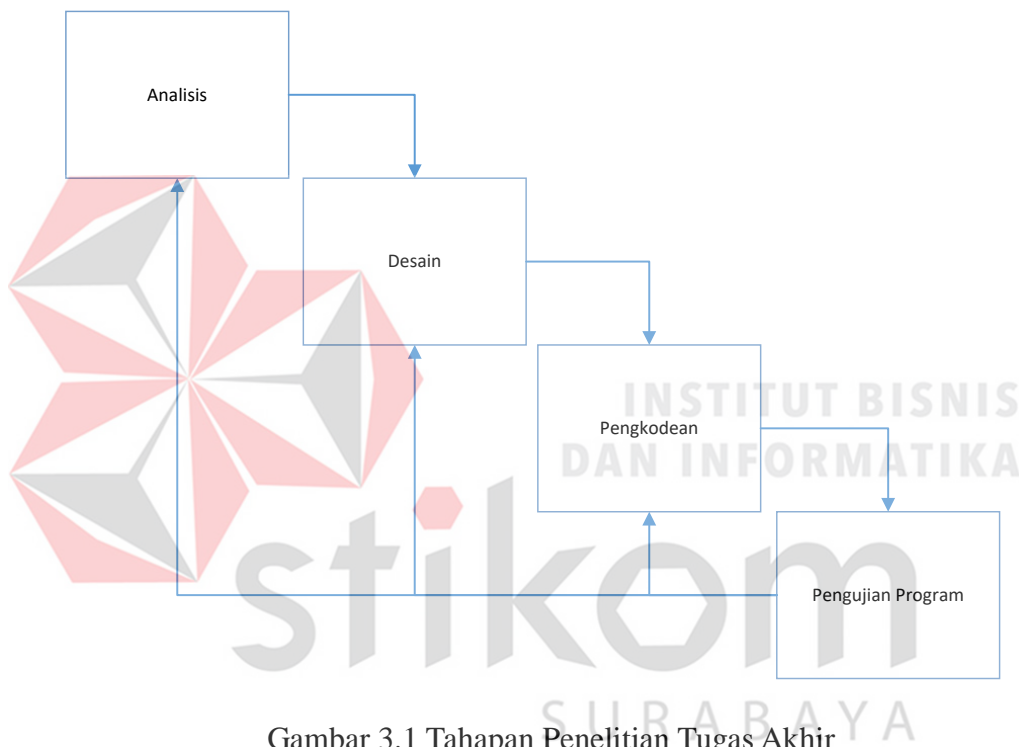 Analisis
Desain
Pengkodean
Pengujian Program
INSTITUT BISNIS
DAN INFORMATIKA
stikom
SURABAYA
Gambar 3.1 Tahapan Penelitian Tugas Akhir